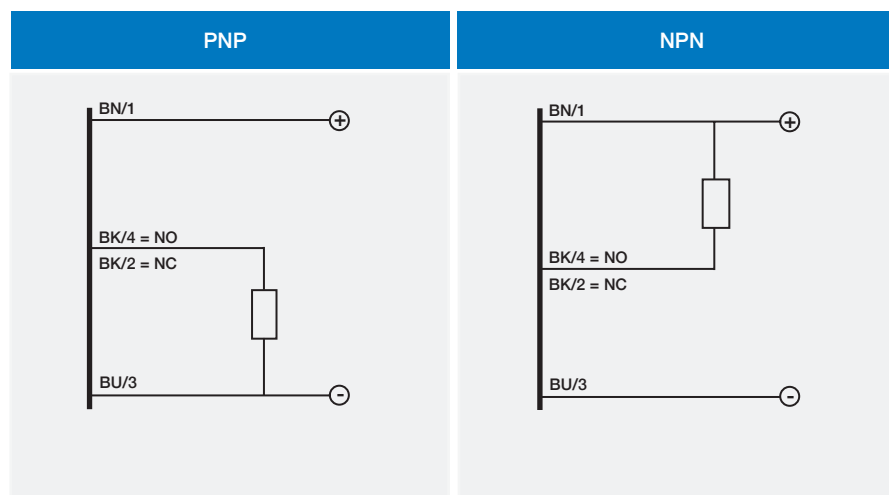 PNP
BN/1
+
BK/4 = NO
BK/2 = NC
BU/3
-
NPN
BN/1
+
BK/4 = NO
BK/2 = NC
BU/3
-